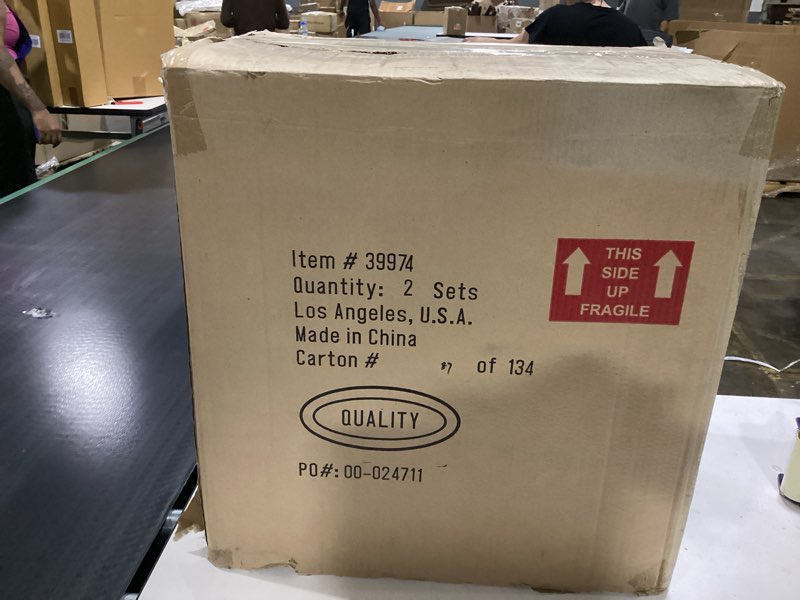 Item # 39974
Quantity: 2 Sets
Los Angeles, U.S.A.
Made in China
Carton # of 134
QUALITY
PO#: 00-024711
THIS
SIDE
UP
FRAGILE